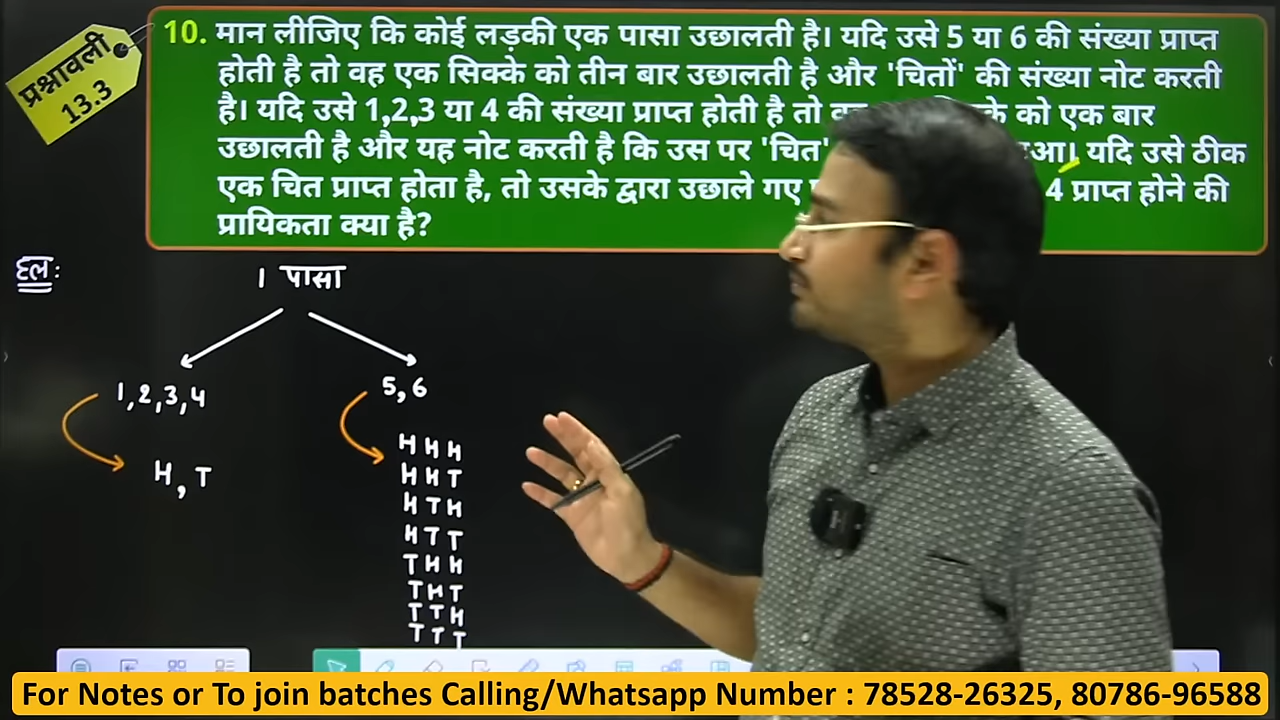 प्रश्नावली
13.3
10. मान लीजिए कि कोई लड़की एक पासा उछालती है। यदि उसे 5 या 6 की संख्या प्राप्त
होती है तो वह एक सिक्के को तीन बार उछालती है और 'चितों' की संख्या नोट करती
है। यदि उसे 1,2,3 या 4 की संख्या प्राप्त होती है तो को एक बार
उछालती है और यह नोट करती है कि उस पर 'चित' यदि उसे ठीक
एक चित प्राप्त होता है, तो उसके द्वारा उछाले गए 4 प्राप्त होने की
प्रायिकता क्या है?
हल:
1 पासा
1,2,3,4
5,6
H, T
H H H
H H T
H T H
H T T
T H H
T H T
T T H
T T T
For Notes or To join batches Calling/Whatsapp Number : 78528-26325, 80786-96588